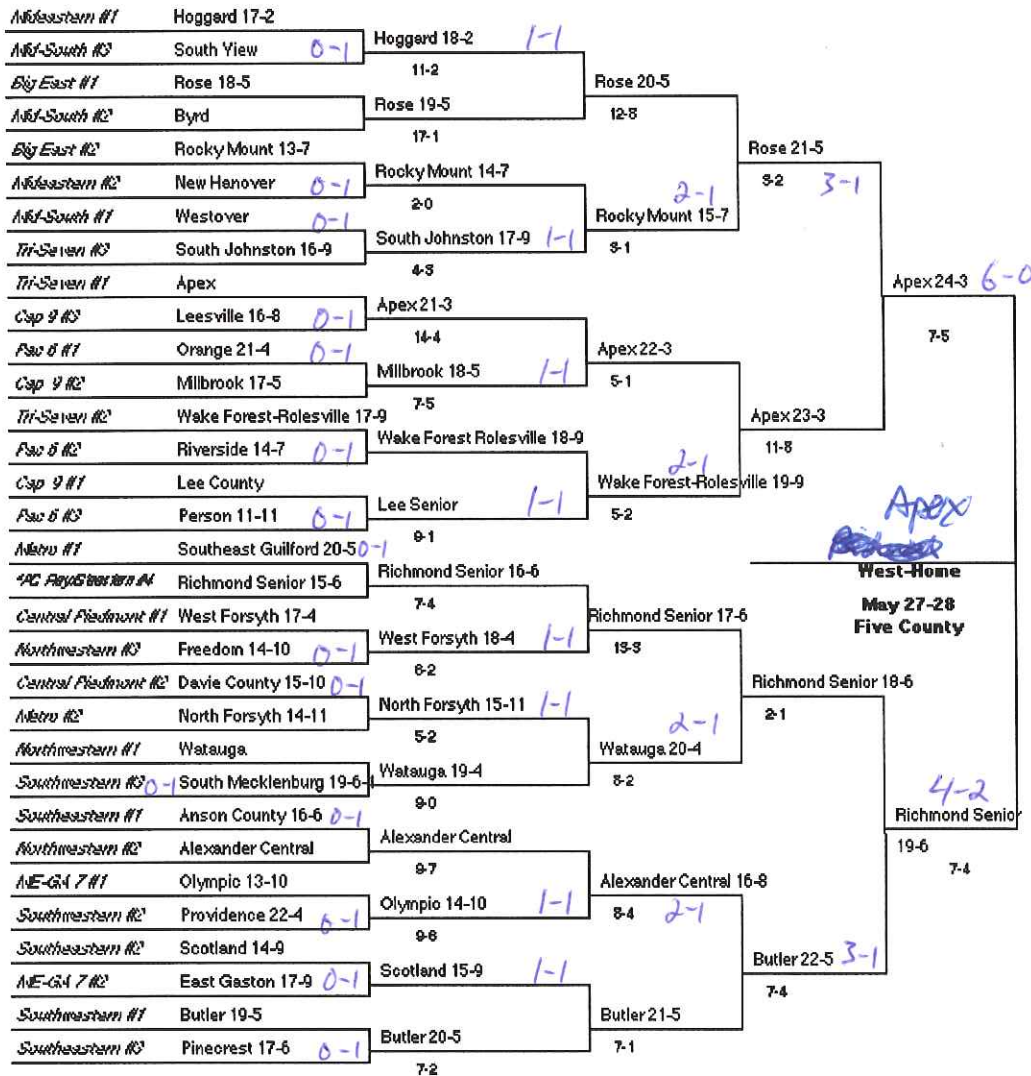 Mideastern #1 Hoggard 17-2
Mid-South #3 South View 0-1
Big East #1 Rose 18-5
Mid-South #2 Byrd
Big East #2 Rocky Mount 13-7
Mideastern #2 New Hanover 0-1
Mid-South #1 Westover 0-1
Tri-Seven #3 South Johnston 16-9
Tri-Seven #1 Apex
Cap 9 #3 Leesville 16-8 0-1
Pac 6 #1 Orange 21-4 0-1
Cap 9 #2 Millbrook 17-5
Tri-Seven #2 Wake Forest-Rolesville 17-9
Pac 6 #2 Riverside 14-7 0-1
Cap 9 #1 Lee County
Pac 6 #3 Person 11-11 0-1
Metro #1 Southeast Guilford 20-5 0-1
Richmond Senior 15-6
Central Piedmont #1 West Forsyth 17-4
Northwestern #3 Freedom 14-10 0-1
Central Piedmont #2 Davie County 15-10 0-1
Metro #2 North Forsyth 14-11
Northwestern #1 Watauga
Southwestern #3 0-1 South Mecklenburg 19-6-1
Southeastern #1 Anson County 16-6 0-1
Northwestern #2 Alexander Central
ME-GA 7 #1 Olympic 13-10
Southwestern #2 Providence 22-4 0-1
Southeastern #2 Scotland 14-9
ME-GA 7 #2 East Gaston 17-9 0-1
Southwestern #1 Butler 19-5
Southeastern #3 Pinecrest 17-6 0-1
Hoggard 18-2 1-1
11-2
Rose 19-5
17-1
Rocky Mount 14-7
2-0
South Johnston 17-9 1-1
4-3
Apex 21-3
14-4
Millbrook 18-5 1-1
7-5
Wake Forest Rolesville 18-9
Lee Senior 1-1
9-1
Richmond Senior 16-6
7-4
West Forsyth 18-4 1-1
6-2
North Forsyth 15-11 1-1
5-2
Watauga 19-4
9-0
Alexander Central
9-7
Olympic 14-10 1-1
9-6
Scotland 15-9 1-1
Butler 20-5
7-2
Rose 20-5
12-8
2-1
Rocky Mount 15-7
Apex 22-3
5-1
2-1
Wake Forest-Rolesville 19-9
5-2
Richmond Senior 17-6
2-1
Watauga 20-4
8-2
Alexander Central 16-8
8-4 2-1
Butler 21-5
7-1
Rose 21-5
3-1
Apex 23-3
11-8
Richmond Senior 18-6
2-1
Butler 22-5 3-1
7-4
Apex 24-3 6-0
7-5
4-2
Richmond Senior
19-6
7-4
Apex
West-Home
May 27-28
Five County